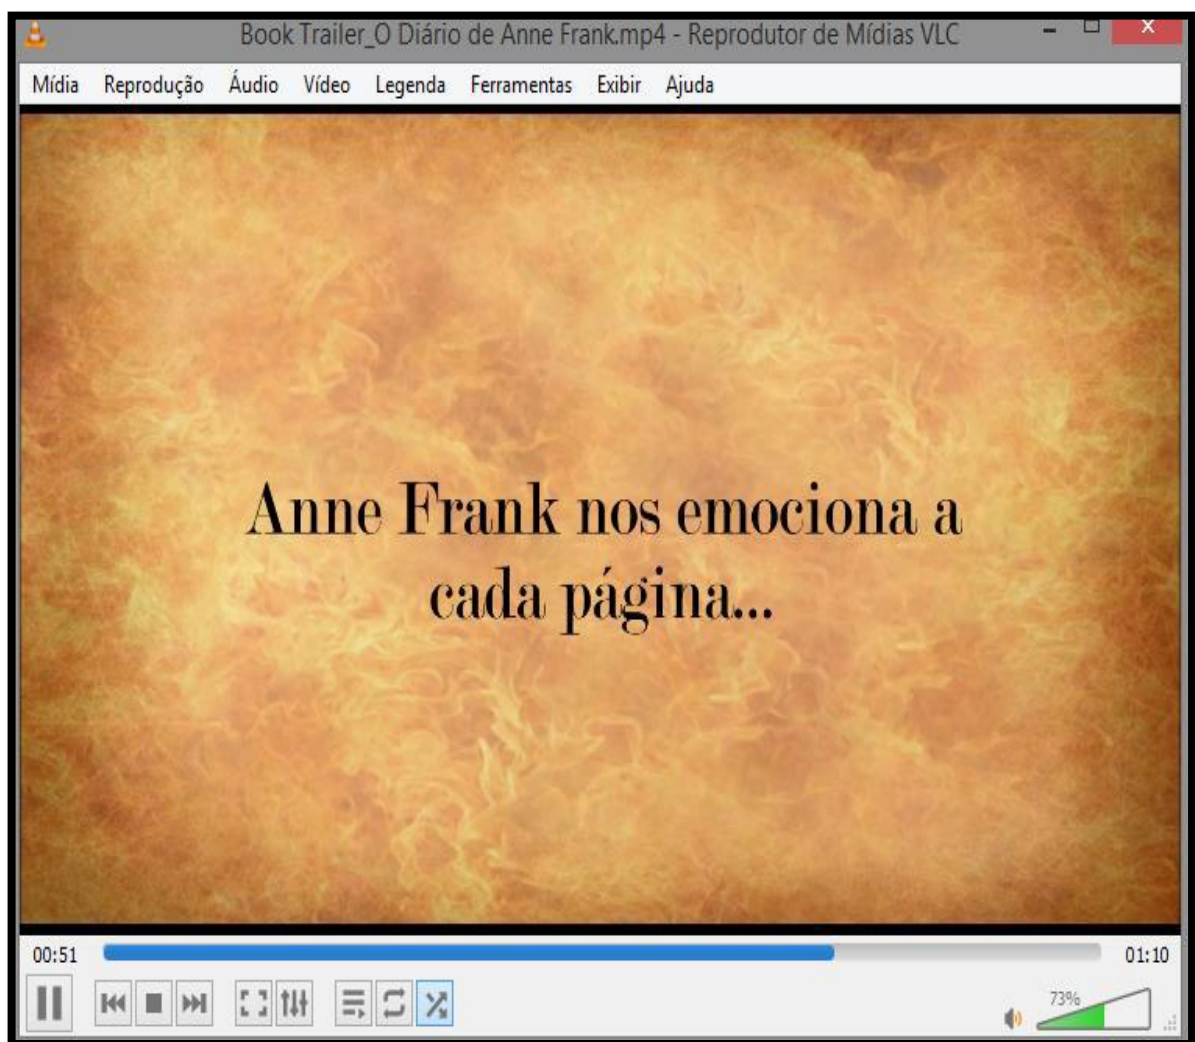 Book Trailer_O Diário de Anne Frank.mp4 - Reprodutor de Mídias VLC
Mídia Reprodução Áudio Vídeo Legenda Ferramentas Exibir Ajuda
Anne Frank nos emociona a
cada página...
00:51 01:10
73%